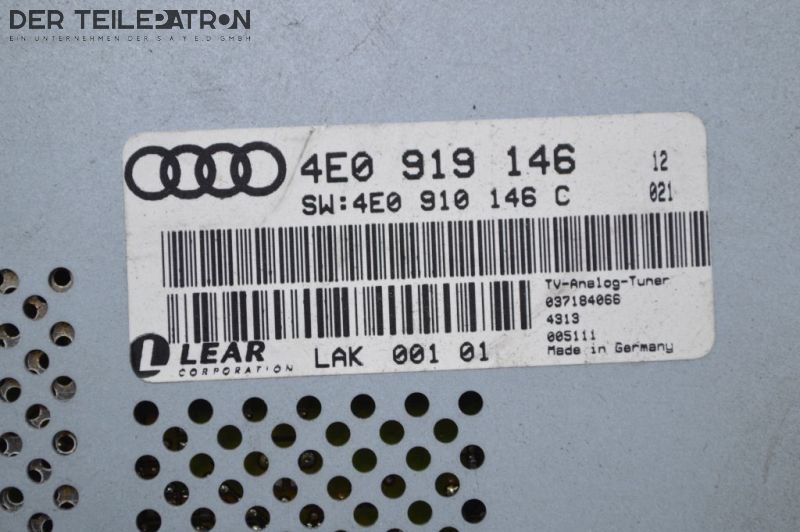 DER TEILEPATRON
EIN UNTERNEHMEN DER S A Y E D GMBH
4E0 919 146 12
SW:4E0 910 146 C 021
TV-Analog-Tuner
037184066
4313
005111
Made in Germany
L LEAR
CORPORATION
LAK 001 01